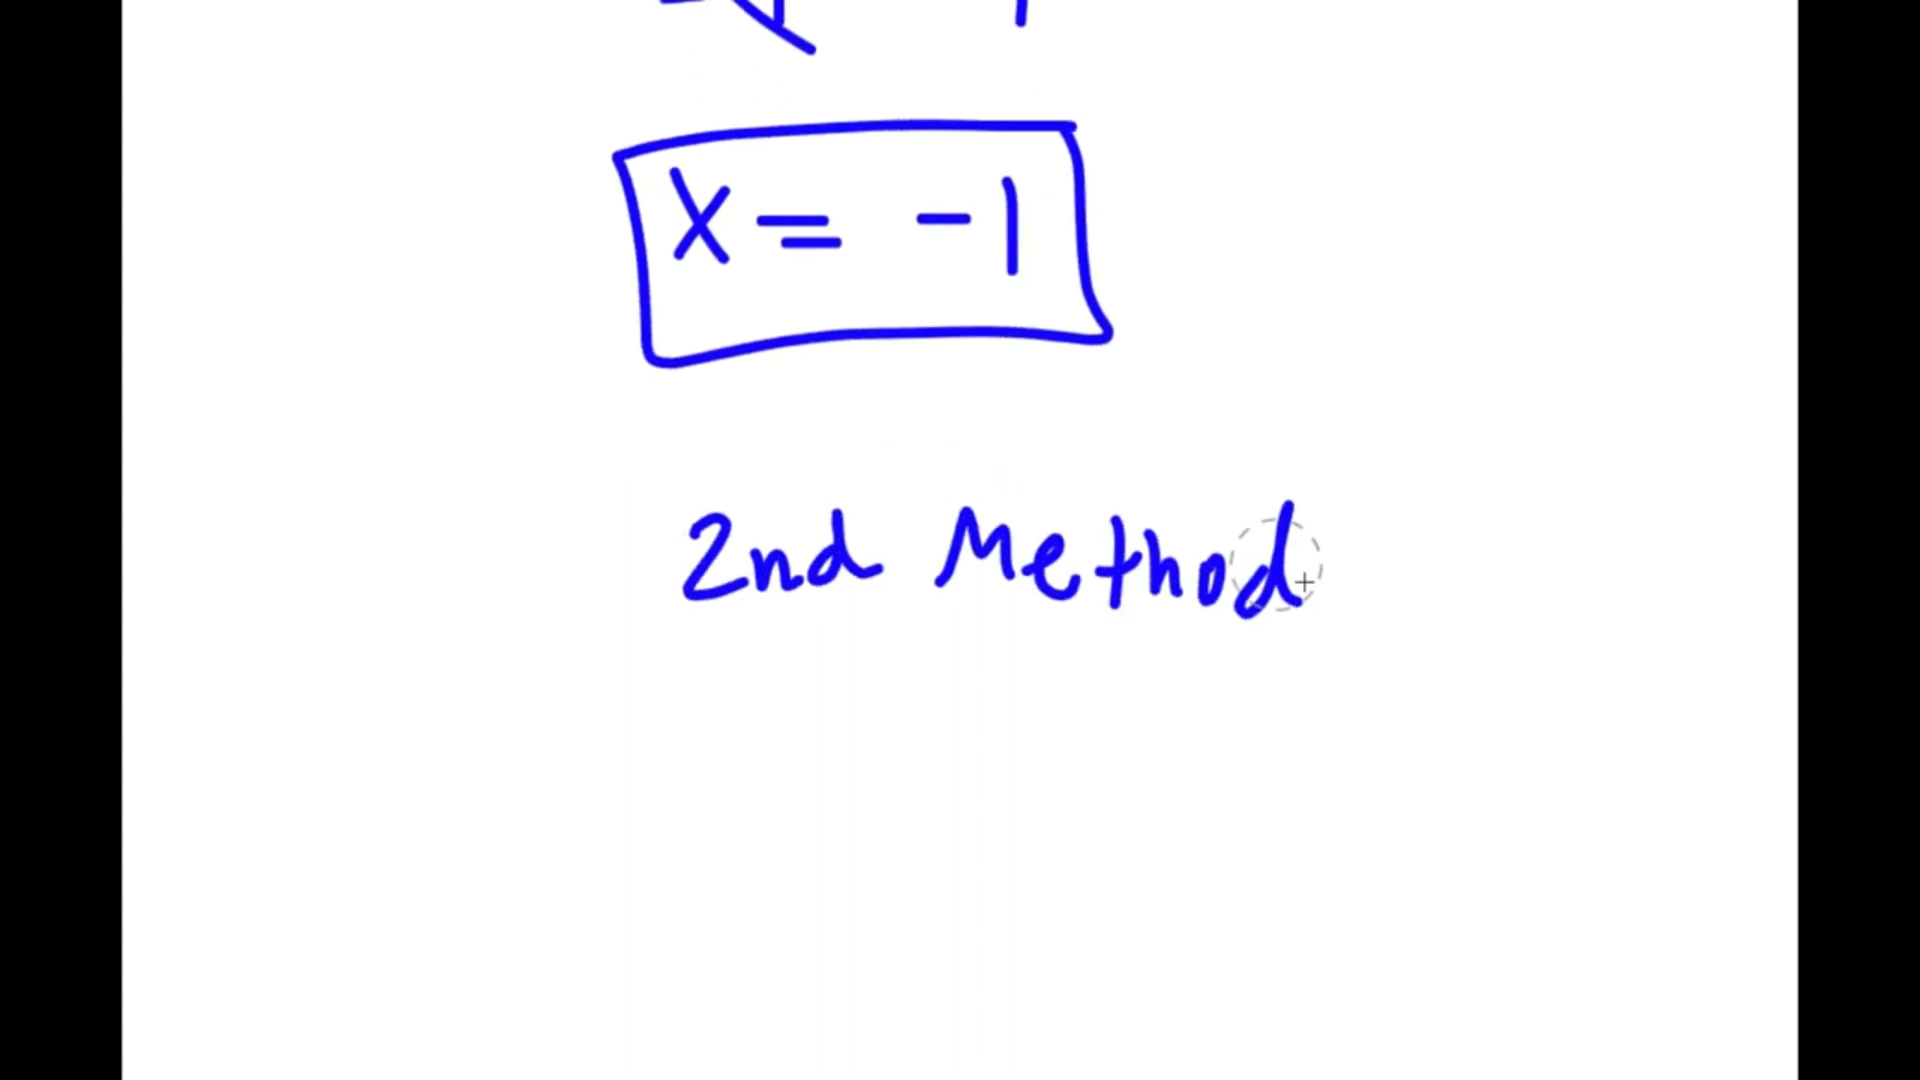 X = -1
2nd Method